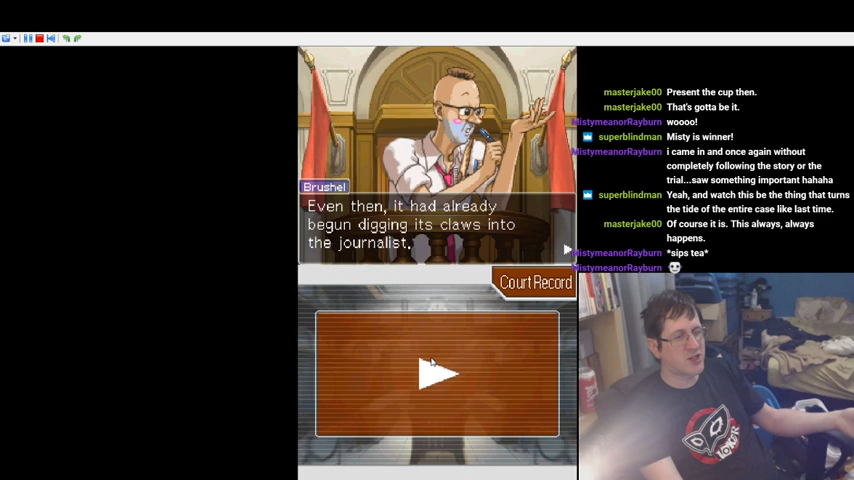 Brushel
Even then, it had already
begun digging its claws into
the journalist.
Court Record
masterjake00 Present the cup then.
masterjake00 That's gotta be it.
MistymeanorRayburn woooo!
superblindman Misty is winner!
MistymeanorRayburn i came in and once again without
completely following the story or the
trial...saw something important hahaha
superblindman Yeah, and watch this be the thing that turns
the tide of the entire case like last time.
masterjake00 Of course it is. This always, always
happens.
MistymeanorRayburn *sips tea*
MistymeanorRayburn
JOKER